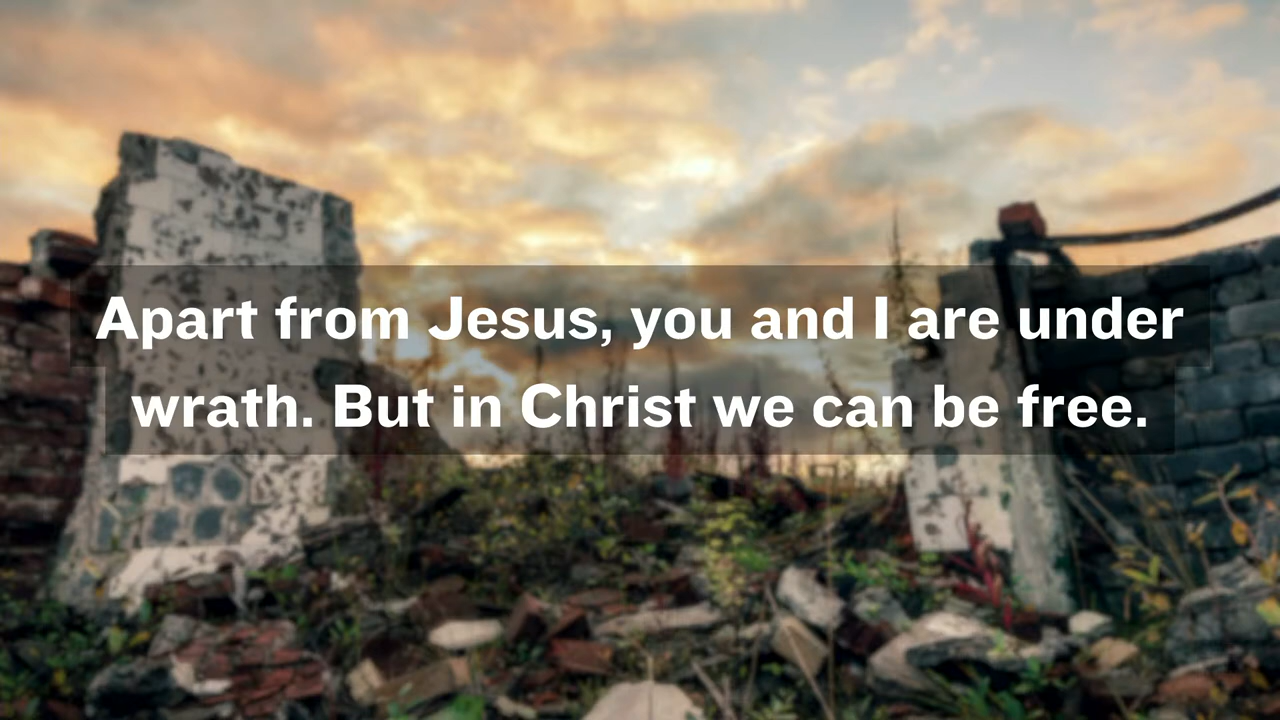 Apart from Jesus, you and I are under
wrath. But in Christ we can be free.